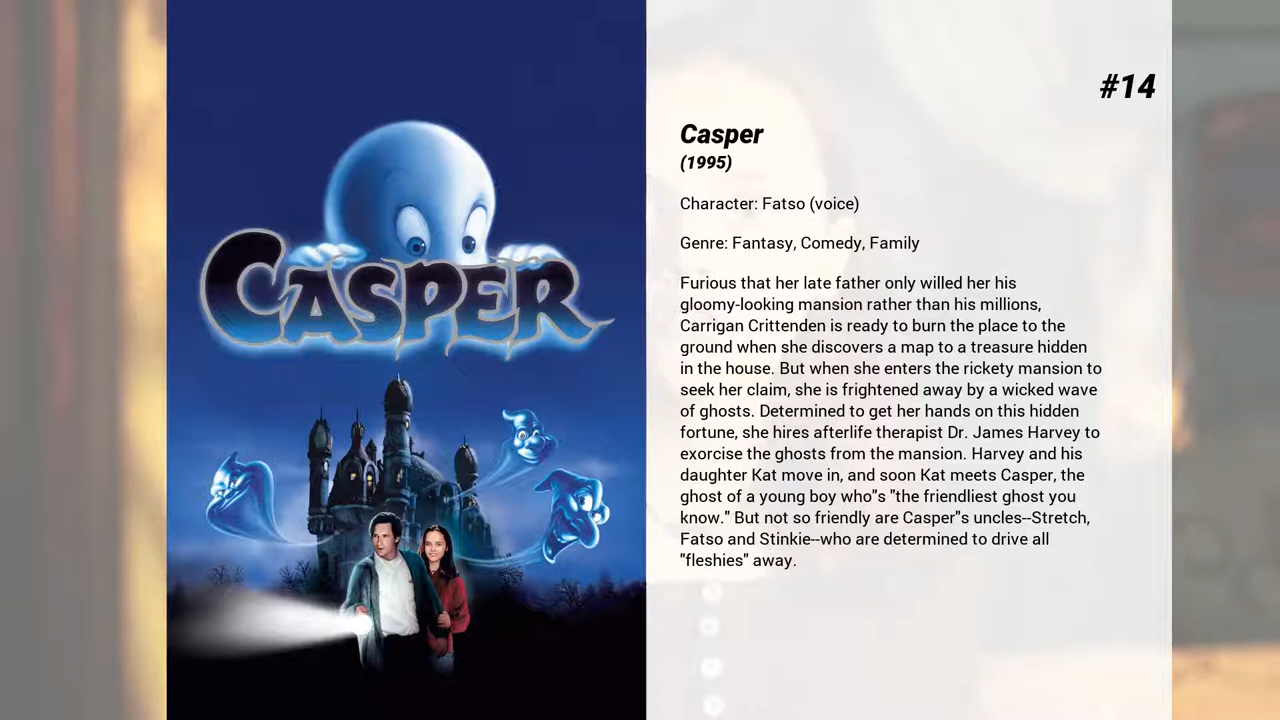 CASPER
#14
Casper
(1995)
Character: Fatso (voice)
Genre: Fantasy, Comedy, Family
Furious that her late father only willed her his
gloomy-looking mansion rather than his millions,
Carrigan Crittenden is ready to burn the place to the
ground when she discovers a map to a treasure hidden
in the house. But when she enters the rickety mansion to
seek her claim, she is frightened away by a wicked wave
of ghosts. Determined to get her hands on this hidden
fortune, she hires afterlife therapist Dr. James Harvey to
exorcise the ghosts from the mansion. Harvey and his
daughter Kat move in, and soon Kat meets Casper, the
ghost of a young boy who"s "the friendliest ghost you
know." But not so friendly are Casper"s uncles--Stretch,
Fatso and Stinkie--who are determined to drive all
"fleshies" away.